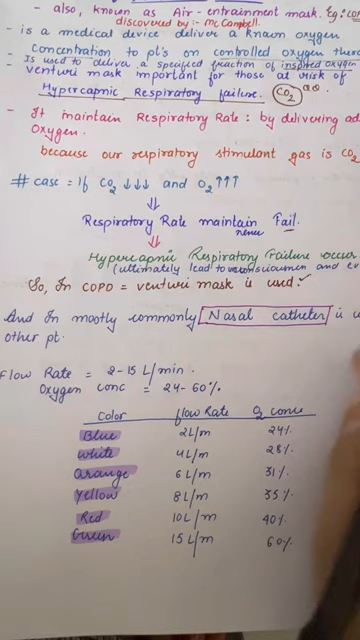 - also, known as Air-entrainment mask. Eg:- con
discovered by:- Mc Campbell.
- is a medical device deliver a known oxygen
concentration to pt's on controlled oxygen thera
- Is used to deliver a specified fraction of inspired oxygen
venturi mask important for those at risk of
Hypercapnic Respiratory failure. CO2
- It maintain Respiratory Rate : by delivering ad
Oxygen.
because our respiratory stimulant gas is CO2
# case = if CO2 ↓↓↓ and O2 ↑↑↑
⇓
Respiratory Rate maintain Fail.
⇓
Hypercapnic Respiratory Failure occur.
(ultimately lead to and
So, In COPD = venturi mask is used.
And In mostly commonly Nasal catheter is u
other pt.
Flow Rate = 2-15 L/min.
Oxygen conc = 24-60%.
Color flow Rate O2 conc
Blue 2L/m 24%
white 4L/m 28%
Orange 6L/m 31%
Yellow 8L/m 35%
Red 10L/m 40%
Green 15L/m 60%